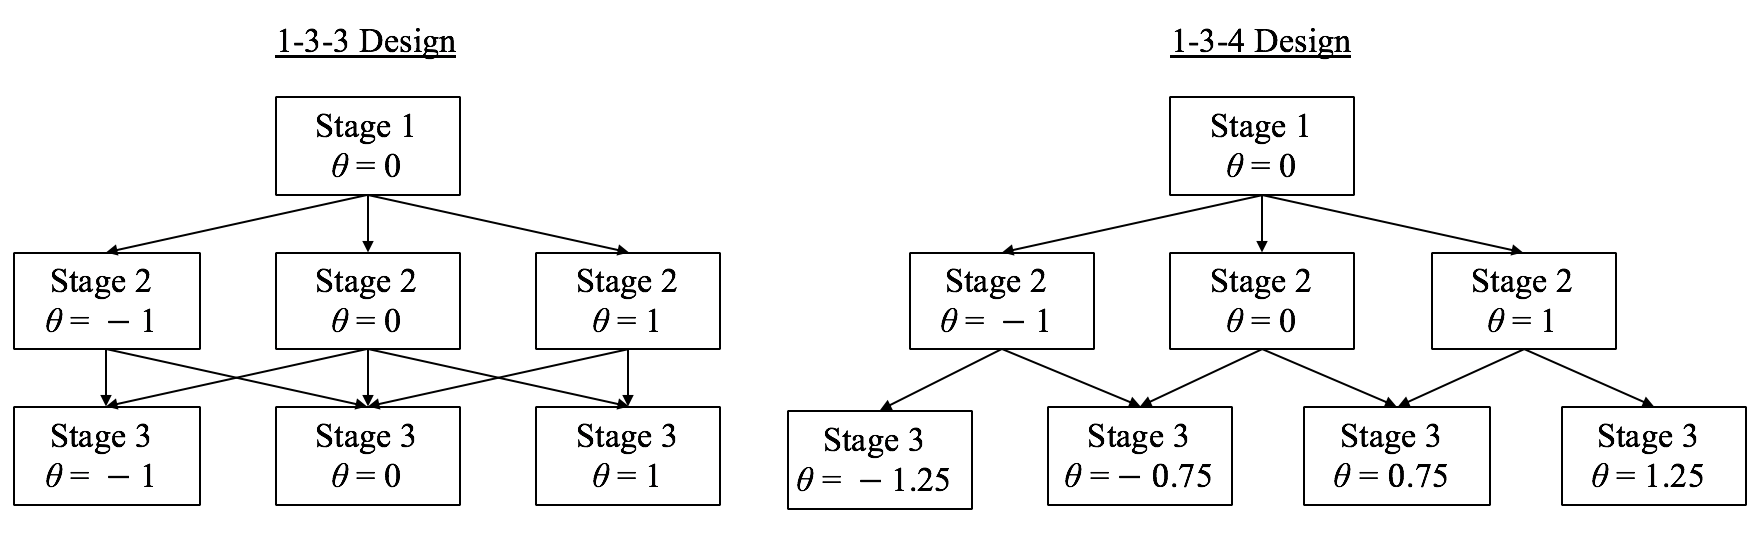 1-3-3 Design
Stage 1
θ = 0
Stage 2
θ = − 1
Stage 2
θ = 0
Stage 2
θ = 1
Stage 3
θ = − 1
Stage 3
θ = 0
Stage 3
θ = 1
1-3-4 Design
Stage 1
θ = 0
Stage 2
θ = − 1
Stage 2
θ = 0
Stage 2
θ = 1
Stage 3
θ = − 1.25
Stage 3
θ = − 0.75
Stage 3
θ = 0.75
Stage 3
θ = 1.25